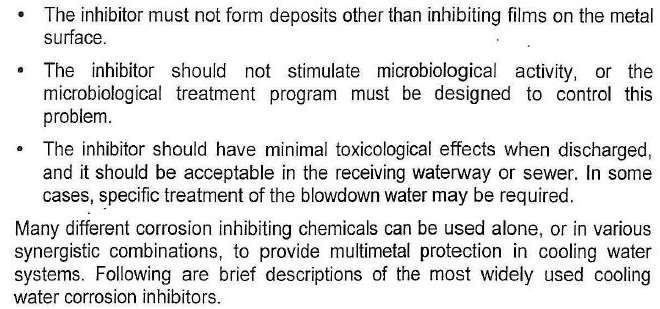 • The inhibitor must not form deposits other than inhibiting films on the metal
surface.
• The inhibitor should not stimulate microbiological activity, or the
microbiological treatment program must be designed to control this
problem.
• The inhibitor should have minimal toxicological effects when discharged,
and it should be acceptable in the receiving waterway or sewer. In some
cases, specific treatment of the blowdown water may be required.
Many different corrosion inhibiting chemicals can be used alone, or in various
synergistic combinations, to provide multimetal protection in cooling water
systems. Following are brief descriptions of the most widely used cooling
water corrosion inhibitors.